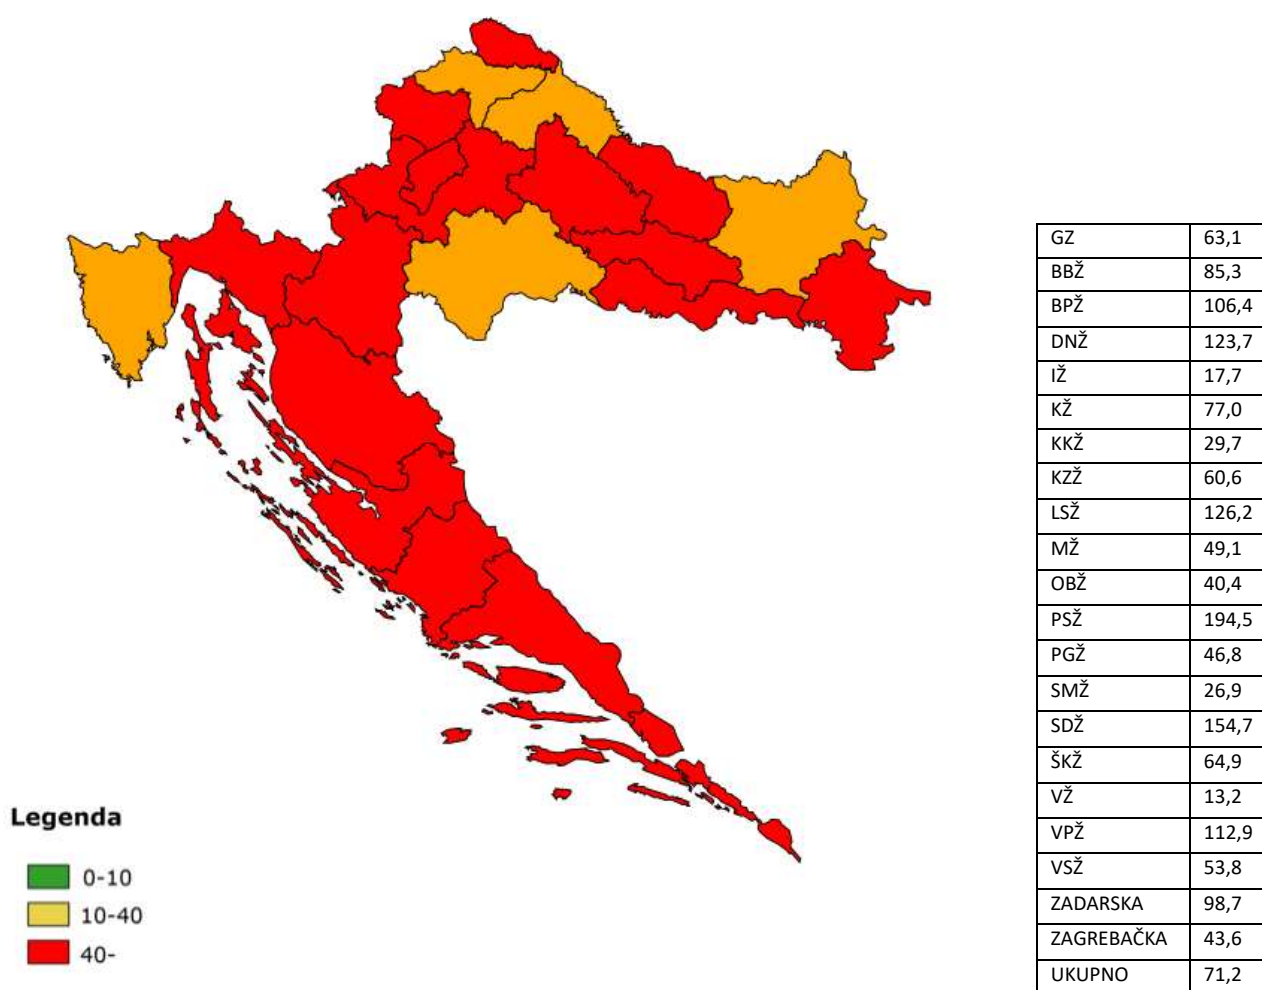 Legenda
0-10
10-40
40-
GZ 63,1
BBŽ 85,3
BPŽ 106,4
DNŽ 123,7
IŽ 17,7
KŽ 77,0
KKŽ 29,7
KZŽ 60,6
LSŽ 126,2
MŽ 49,1
OBŽ 40,4
PSŽ 194,5
PGŽ 46,8
SMŽ 26,9
SDŽ 154,7
ŠKŽ 64,9
VŽ 13,2
VPŽ 112,9
VSŽ 53,8
ZADARSKA 98,7
ZAGREBAČKA 43,6
UKUPNO 71,2